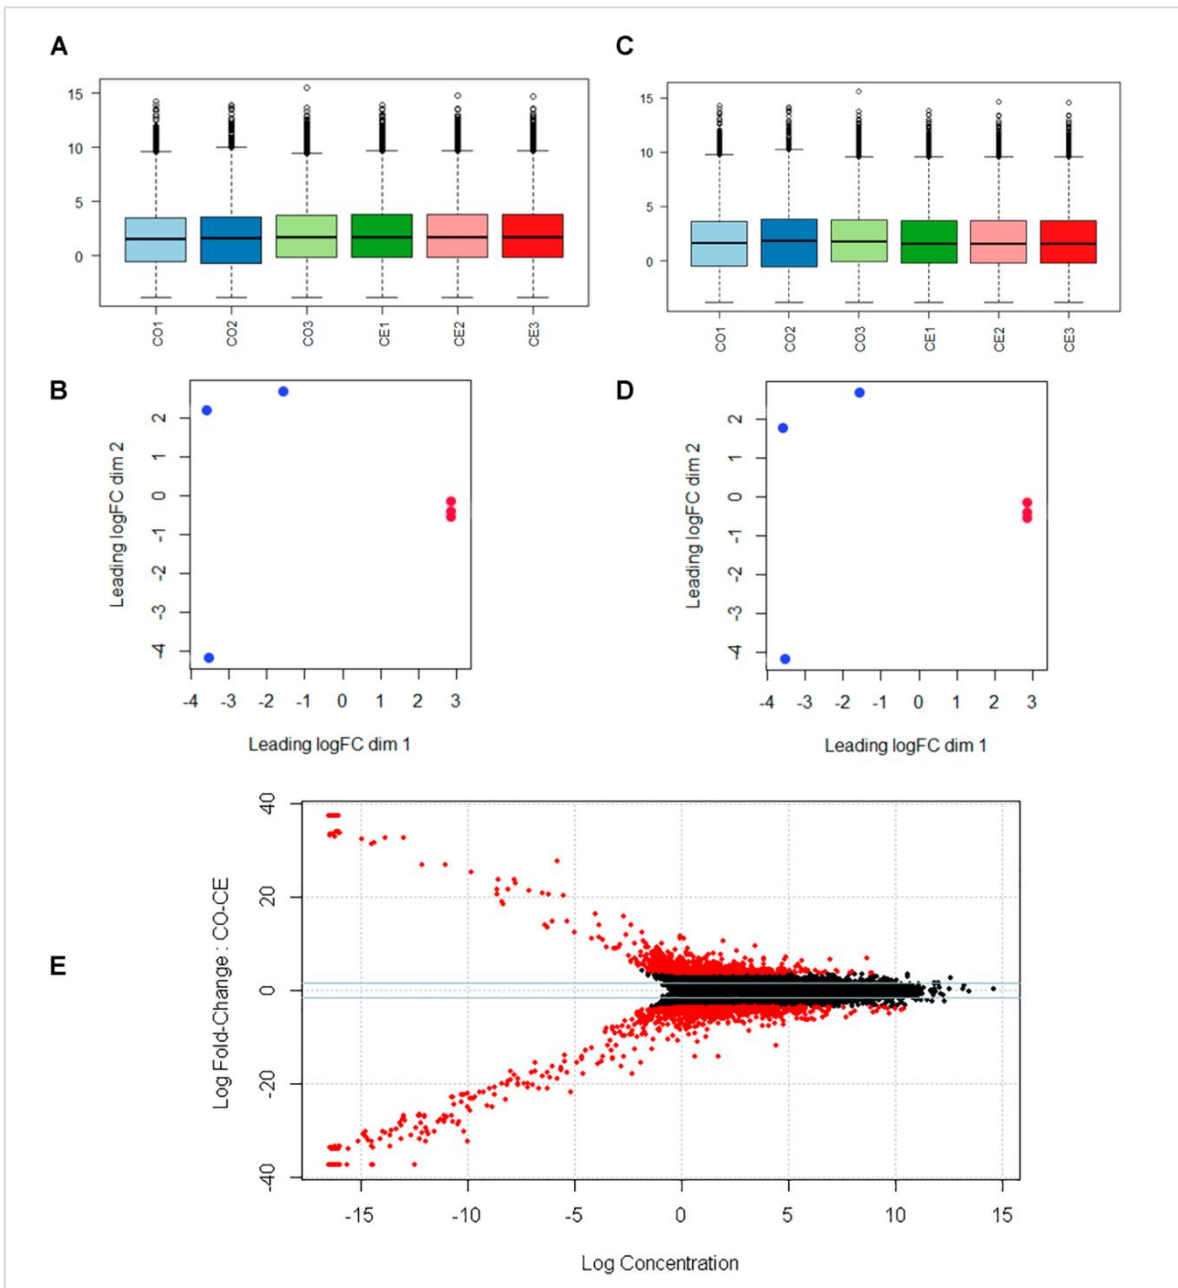 A
15
10
5
0
CO1 CO2 CO3 CE1 CE2 CE3
C
15
10
5
0
CO1 CO2 CO3 CE1 CE2 CE3
B
Leading logFC dim 2
2
1
0
-1
-2
-3
-4
-4 -3 -2 -1 0 1 2 3
Leading logFC dim 1
D
Leading logFC dim 2
2
1
0
-1
-2
-3
-4
-4 -3 -2 -1 0 1 2 3
Leading logFC dim 1
E
Log Fold-Change : CO-CE
40
20
0
-20
-40
-15 -10 -5 0 5 10 15
Log Concentration